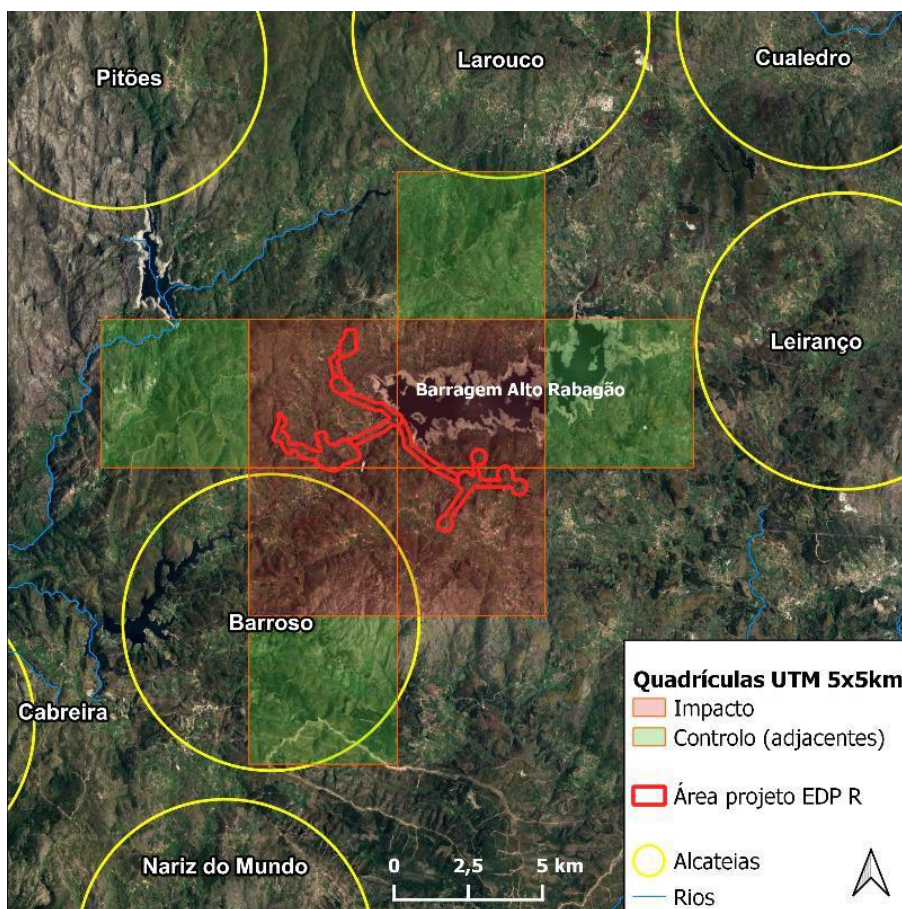 Pitões
Larouco
Cualedro
Leiranço
Barragem Alto Rabagão
Barroso
Cabreira
Nariz do Mundo
0 2,5 5 km
Quadrículas UTM 5x5km
Impacto
Controlo (adjacentes)
Área projeto EDP R
Alcateias
Rios